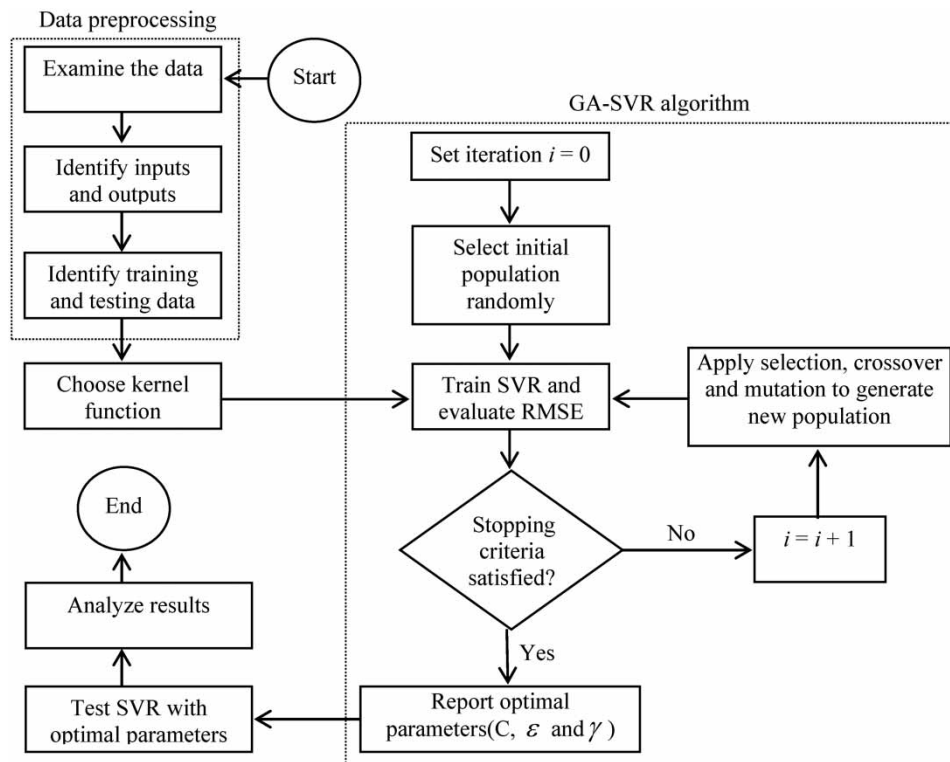 Data preprocessing
Examine the data
Start
Identify inputs
and outputs
Identify training
and testing data
Choose kernel
function
GA-SVR algorithm
Set iteration i = 0
Select initial
population
randomly
Train SVR and
evaluate RMSE
Apply selection, crossover
and mutation to generate
new population
Stopping
criteria
satisfied?
No
i = i + 1
Yes
Report optimal
parameters(C, ε and γ )
Test SVR with
optimal parameters
Analyze results
End